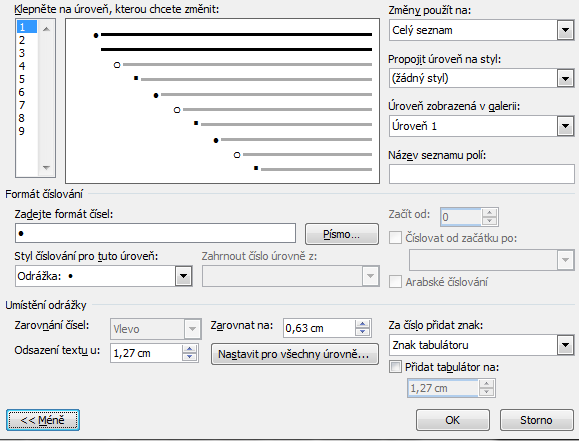 Klepněte na úroveň, kterou chcete změnit:
1
2
3
4
5
6
7
8
9
Změny použít na:
Celý seznam
Propojit úroveň na styl:
(žádný styl)
Úroveň zobrazená v galerii:
Úroveň 1
Název seznamu polí:
Formát číslování
Zadejte formát čísel:
Písmo...
Styl číslování pro tuto úroveň:
Odrážka:
Zahrnout číslo úrovně z:
Začít od:
0
Číslovat od začátku po:
Arabské číslování
Umístění odrážky
Zarovnání čísel:
Vlevo
Zarovnat na:
0,63 cm
Odsazení textu u:
1,27 cm
Nastavit pro všechny úrovně...
Za číslo přidat znak:
Znak tabulátoru
Přidat tabulátor na:
1,27 cm
<< Méně
OK
Storno